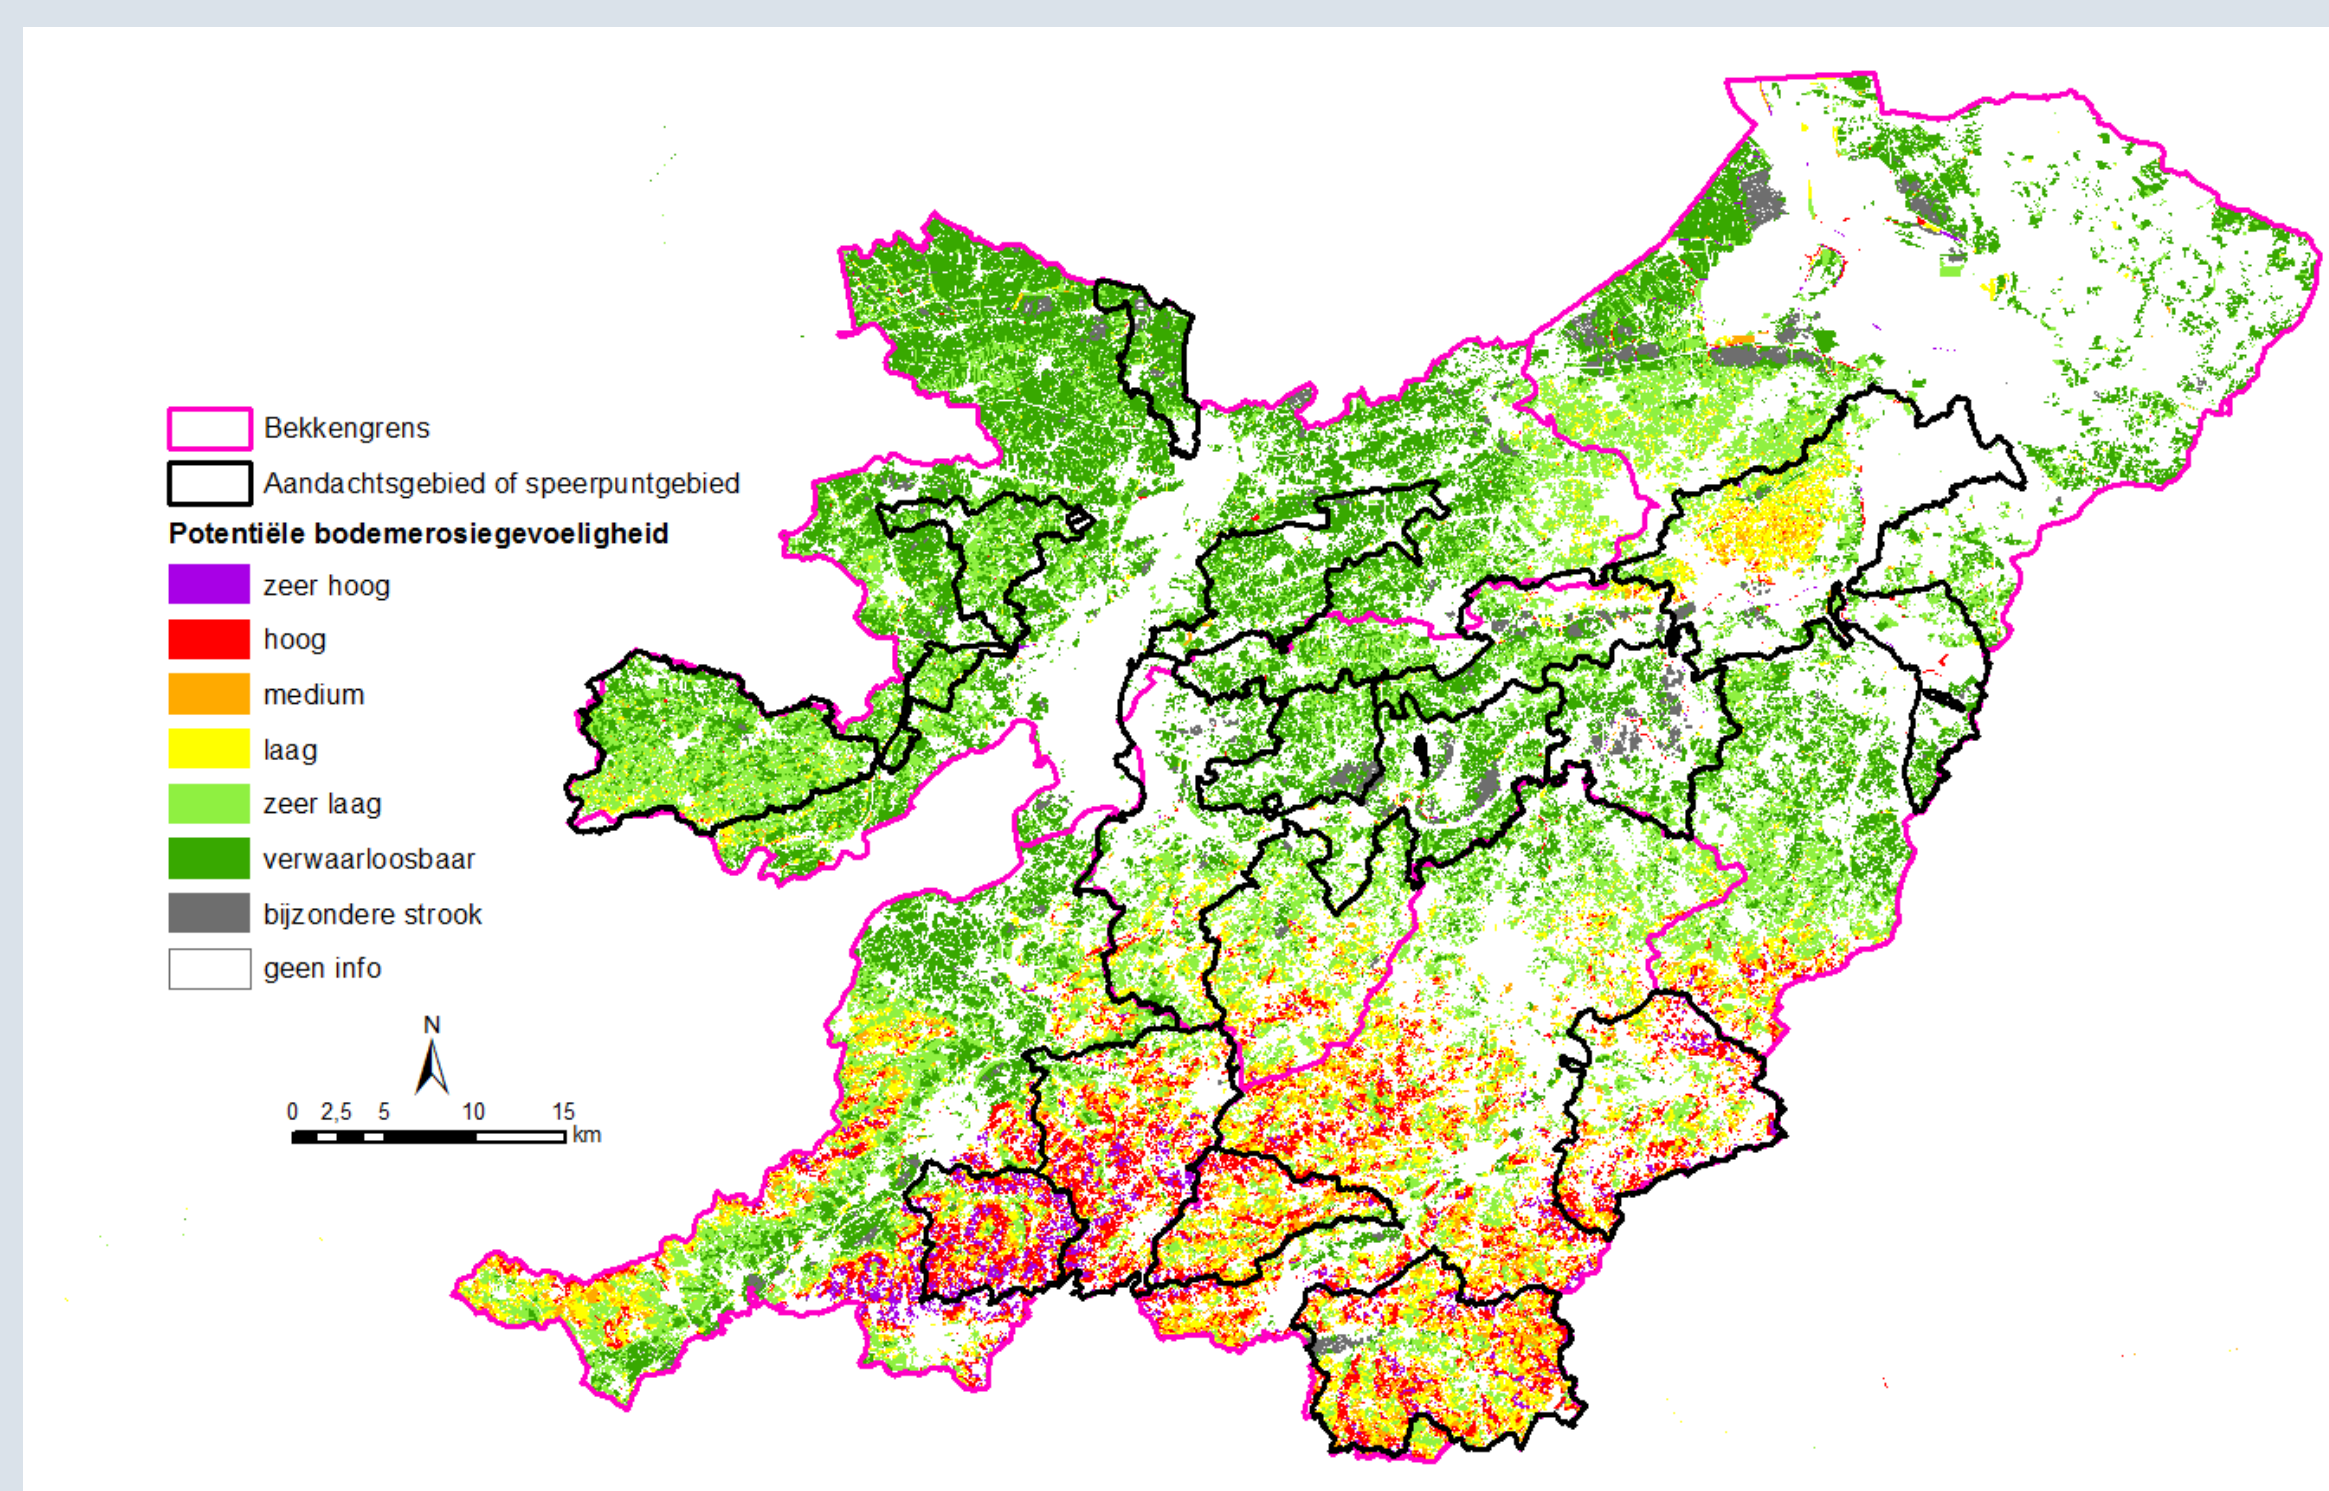 Bekkengrens
Aandachtsgebied of speerpuntgebied
Potentiële bodemerosiegevoeligheid
zeer hoog
hoog
medium
laag
zeer laag
verwaarloosbaar
bijzondere strook
geen info
N
0 2,5 5 10 15
km